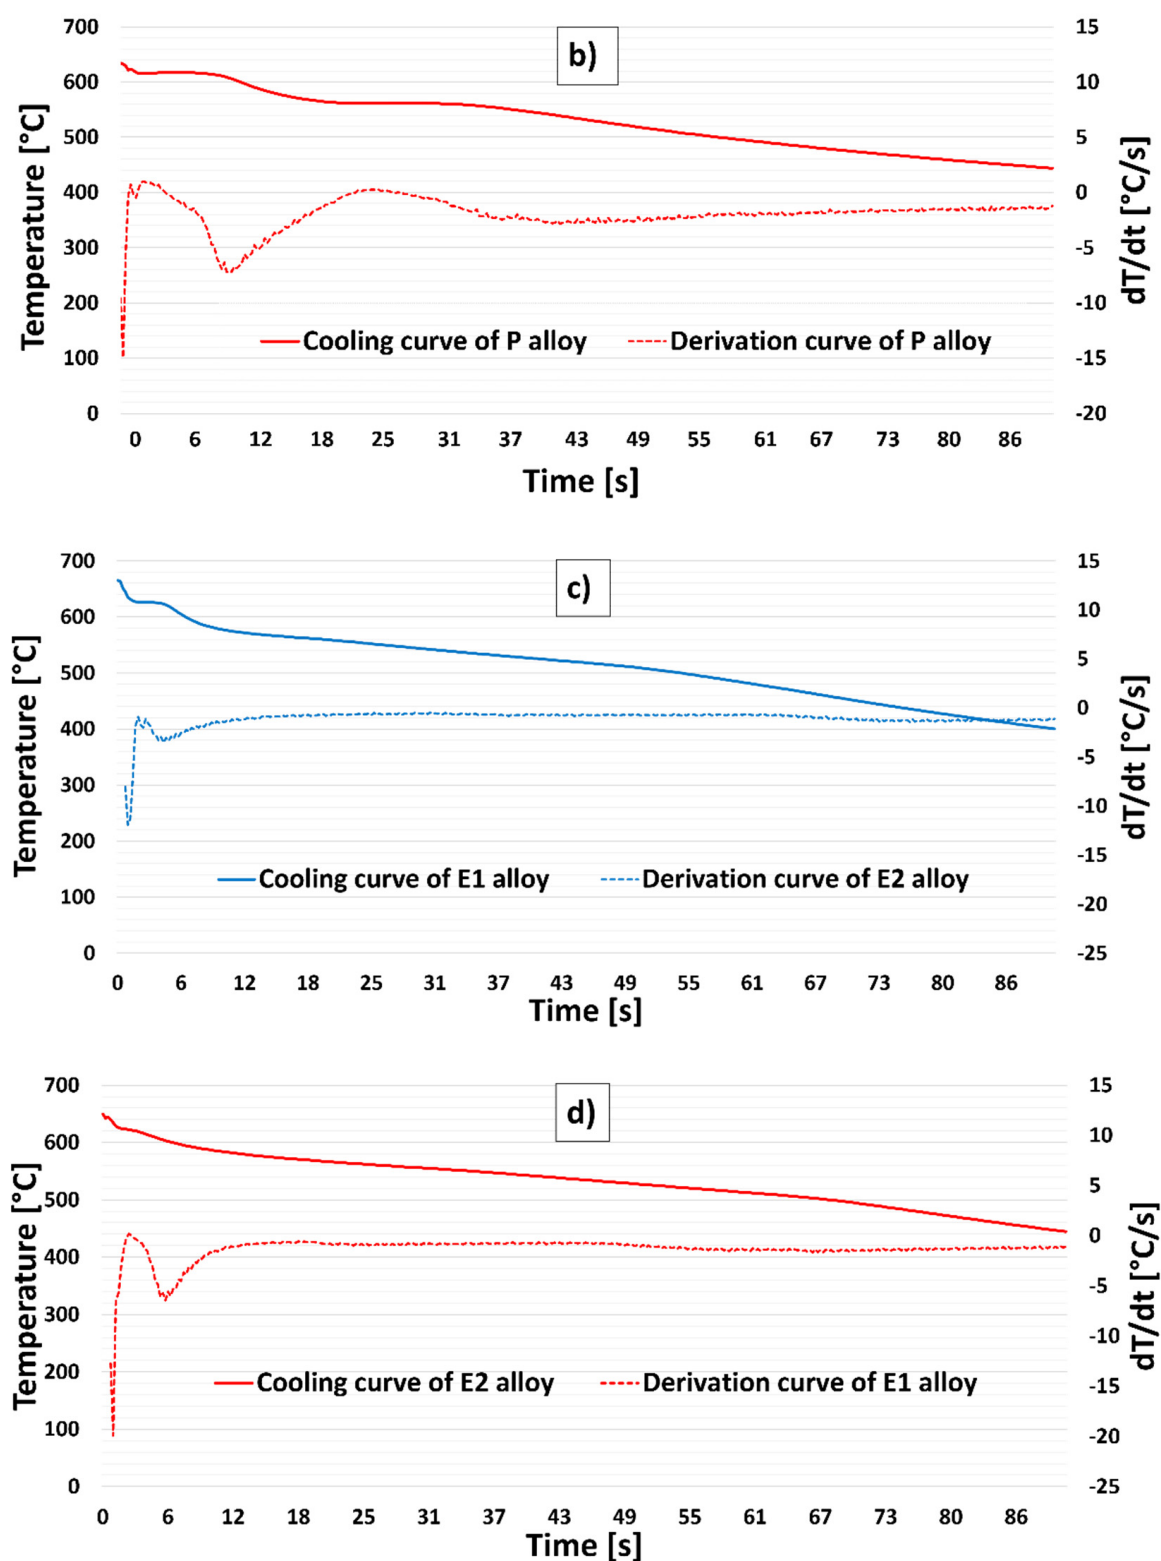 b)
Temperature [°C]
700
600
500
400
300
200
100
0
15
10
5
0
-5
-10
-15
-20
dT/dt [°C/s]
Cooling curve of P alloy
Derivation curve of P alloy
0 6 12 18 25 31 37 43 49 55 61 67 73 80 86
Time [s]
c)
Temperature [°C]
700
600
500
400
300
200
100
0
15
10
5
0
-5
-10
-15
-20
-25
dT/dt [°C/s]
Cooling curve of E1 alloy
Derivation curve of E2 alloy
0 6 12 18 25 31 37 43 49 55 61 67 73 80 86
Time [s]
d)
Temperature [°C]
700
600
500
400
300
200
100
0
15
10
5
0
-5
-10
-15
-20
-25
dT/dt [°C/s]
Cooling curve of E2 alloy
Derivation curve of E1 alloy
0 6 12 18 25 31 37 43 49 55 61 67 73 80 86
Time [s]